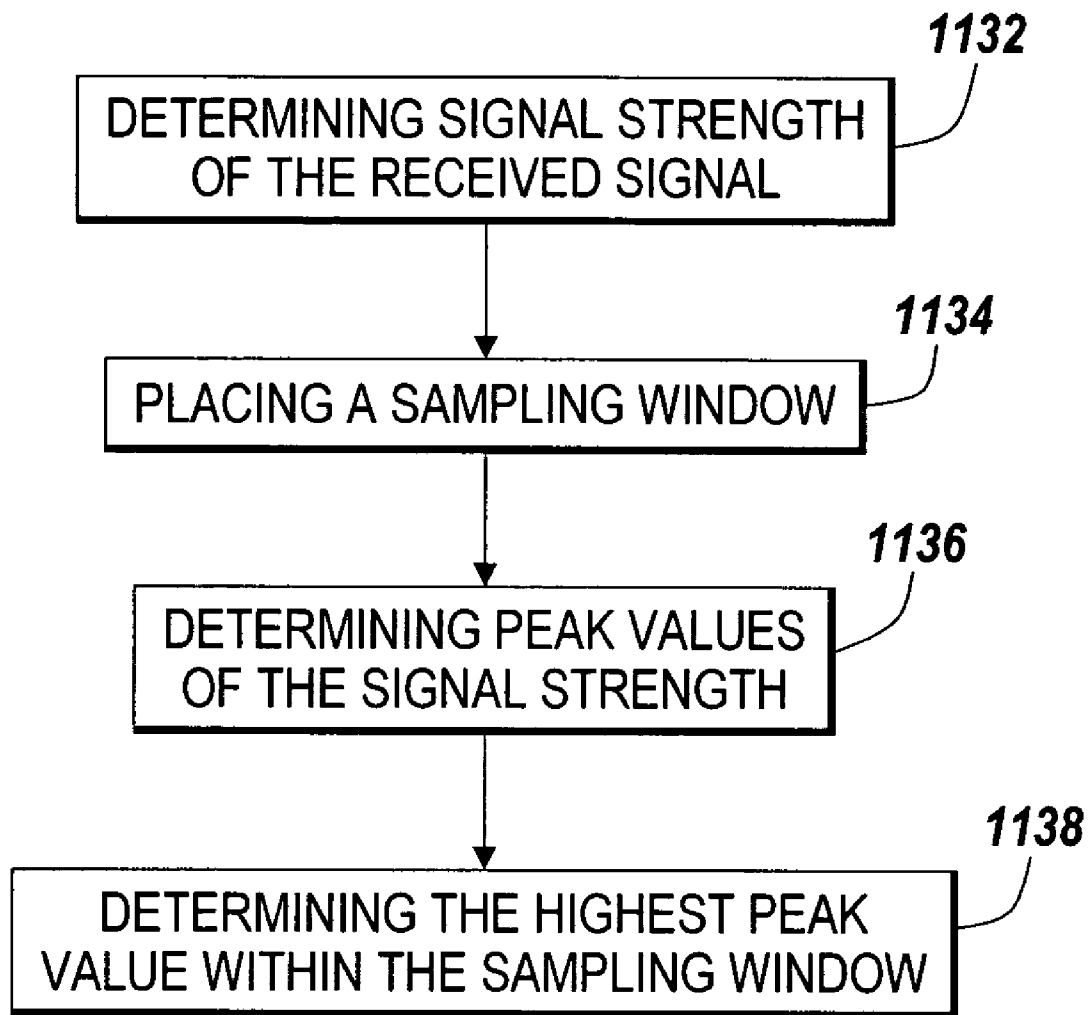 1132
DETERMINING SIGNAL STRENGTH
OF THE RECEIVED SIGNAL
1134
PLACING A SAMPLING WINDOW
1136
DETERMINING PEAK VALUES
OF THE SIGNAL STRENGTH
1138
DETERMINING THE HIGHEST PEAK
VALUE WITHIN THE SAMPLING WINDOW